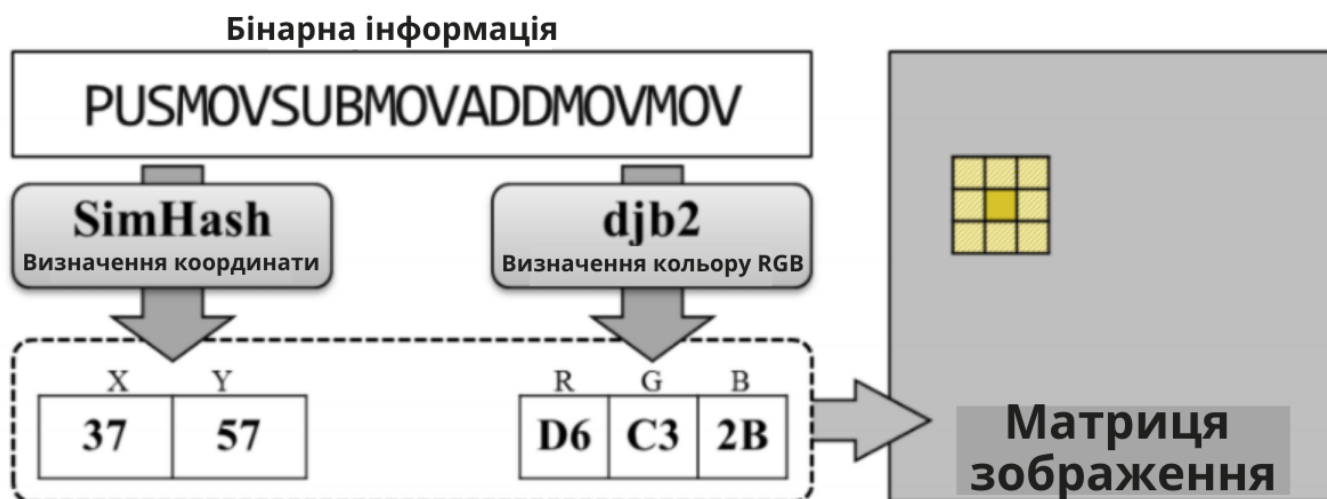 Бінарна інформація
PUSMOVSUBMOVADDMOVMOV
SimHash
Визначення координати
djb2
Визначення кольору RGB
X Y
37 57
R G B
D6 C3 2B
Матриця
зображення